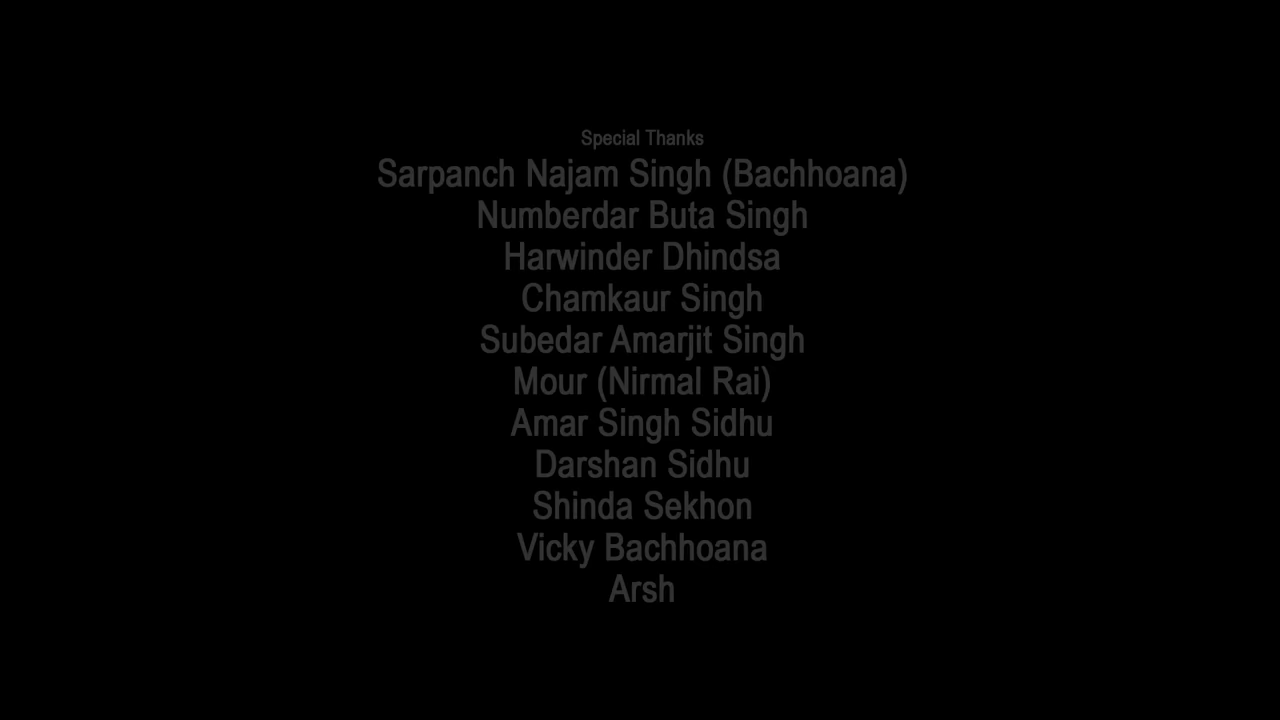 Special Thanks
Sarpanch Najam Singh (Bachhoana)
Numberdar Buta Singh
Harwinder Dhindsa
Chamkaur Singh
Subedar Amarjit Singh
Mour (Nirmal Rai)
Amar Singh Sidhu
Darshan Sidhu
Shinda Sekhon
Vicky Bachhoana
Arsh